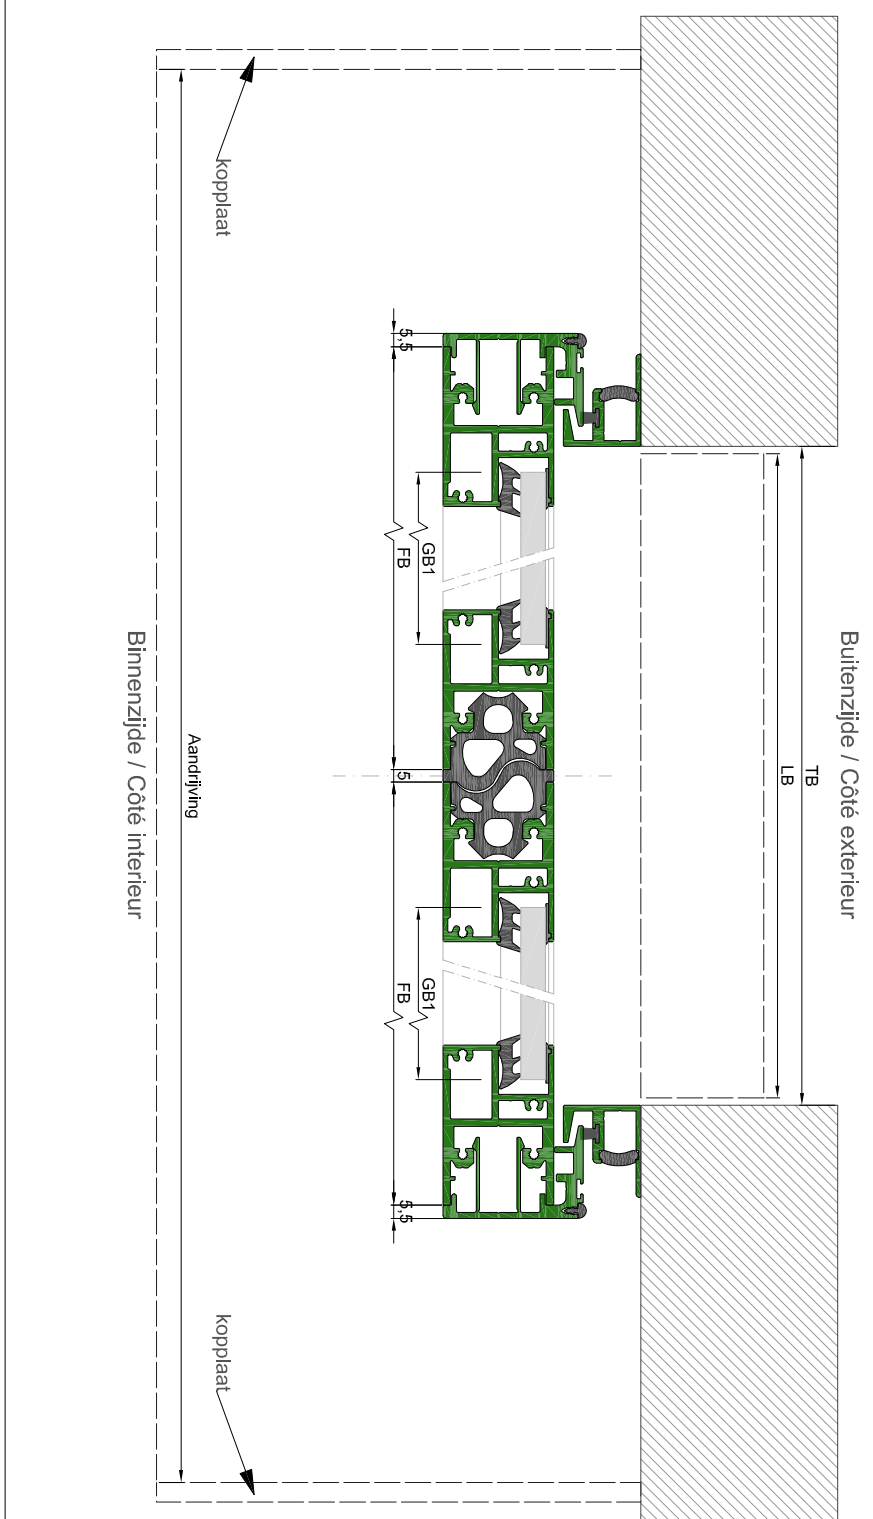 Buitenzijde / Côté exterieur
TB
LB
kopplaat
5,5
GB1
FB
5
GB1
FB
5,5
kopplaat
Aandrijving
Binnenzijde / Côté interieur